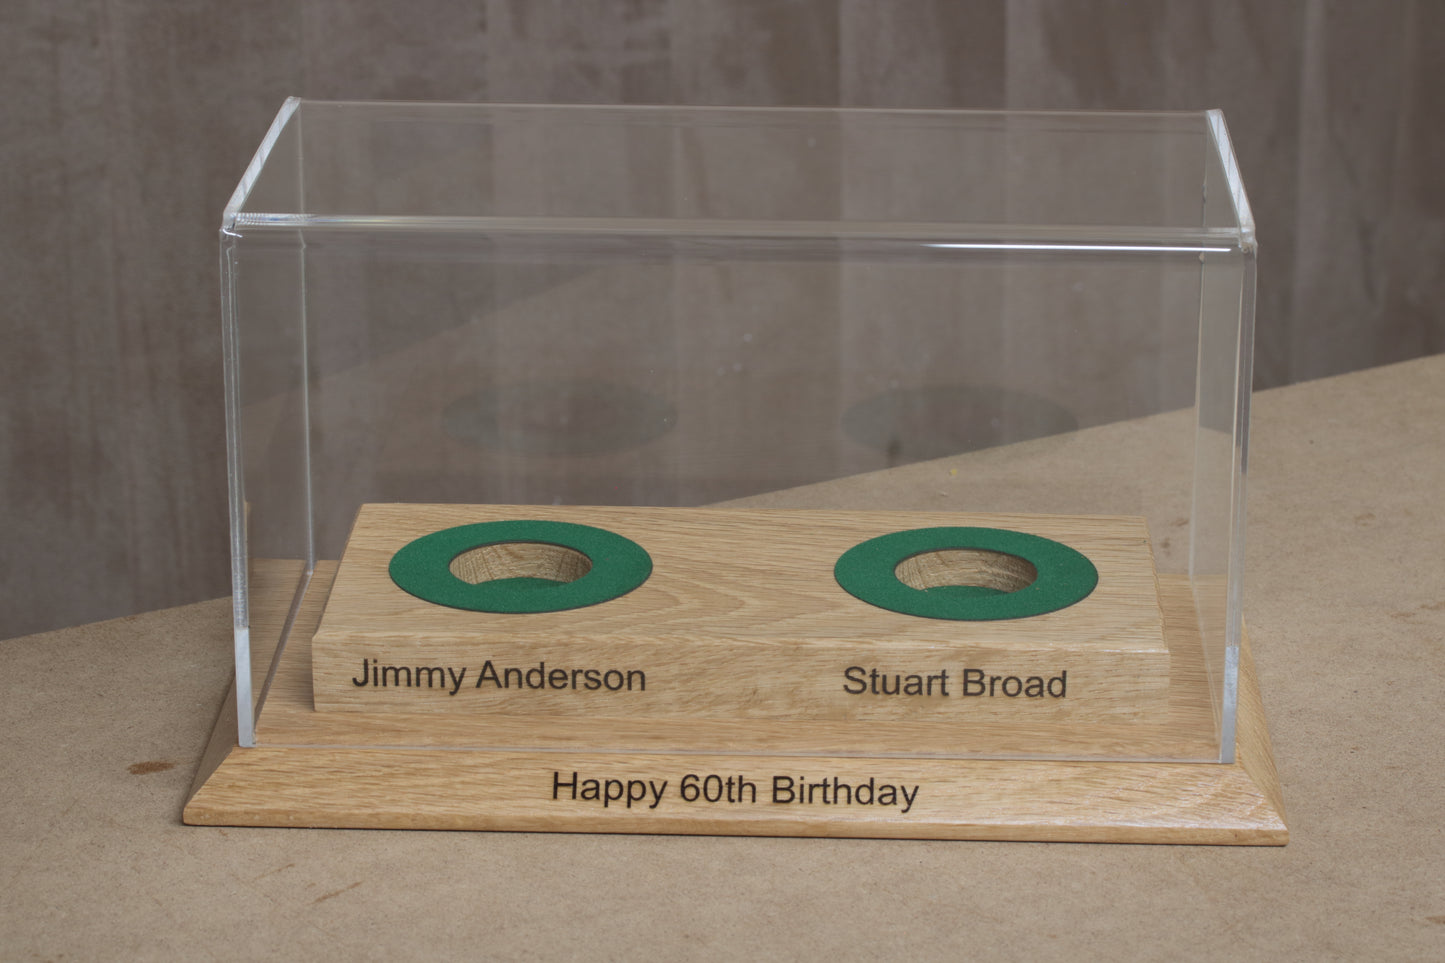 Jimmy Anderson
Stuart Broad
Happy 60th Birthday